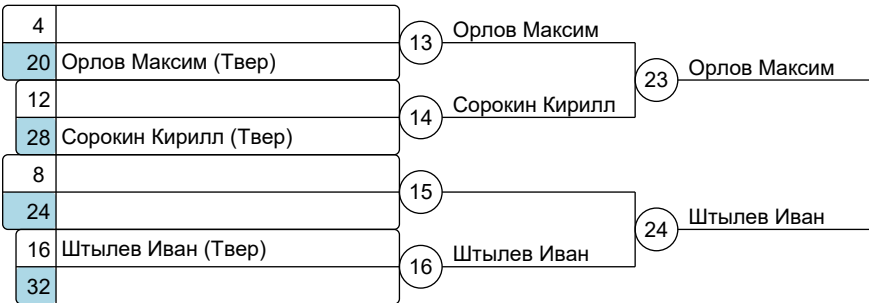 4
13 Орлов Максим
20 Орлов Максим (Твер)
23 Орлов Максим
12
14 Сорокин Кирилл
28 Сорокин Кирилл (Твер)
8
15
24
24 Штылев Иван
16 Штылев Иван (Твер)
16 Штылев Иван
32